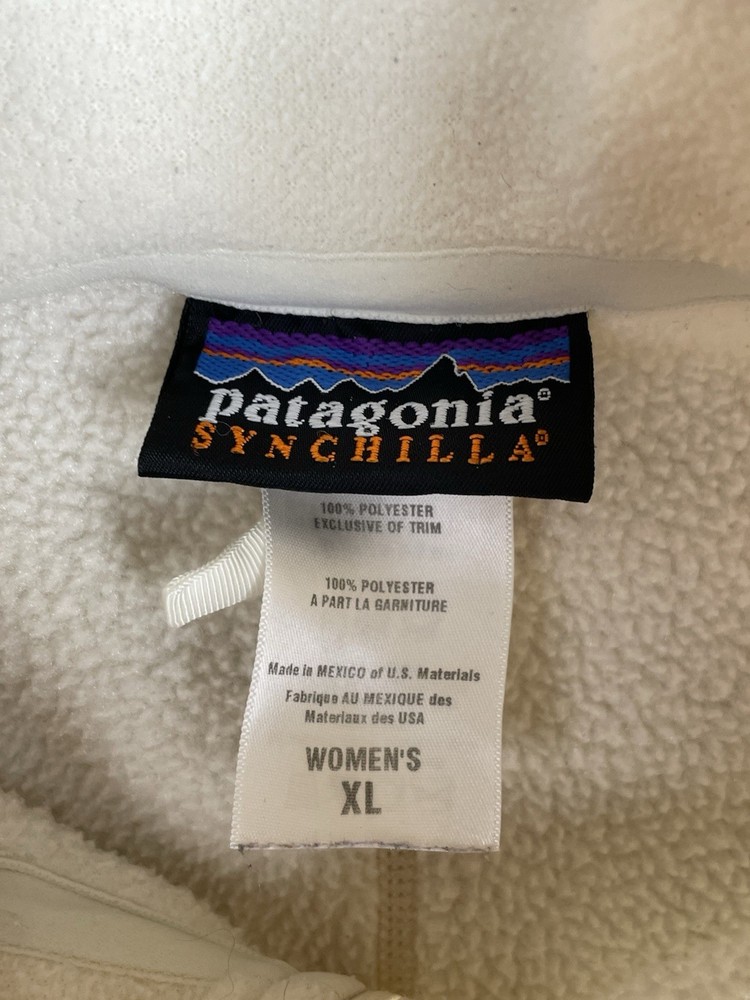 patagonia®
SYNCHILLA®
100% POLYESTER
EXCLUSIVE OF TRIM
100% POLYESTER
A PART LA GARNITURE
Made in MEXICO of U.S. Materials
Fabrique AU MEXIQUE des
Materiaux des USA
WOMEN'S
XL